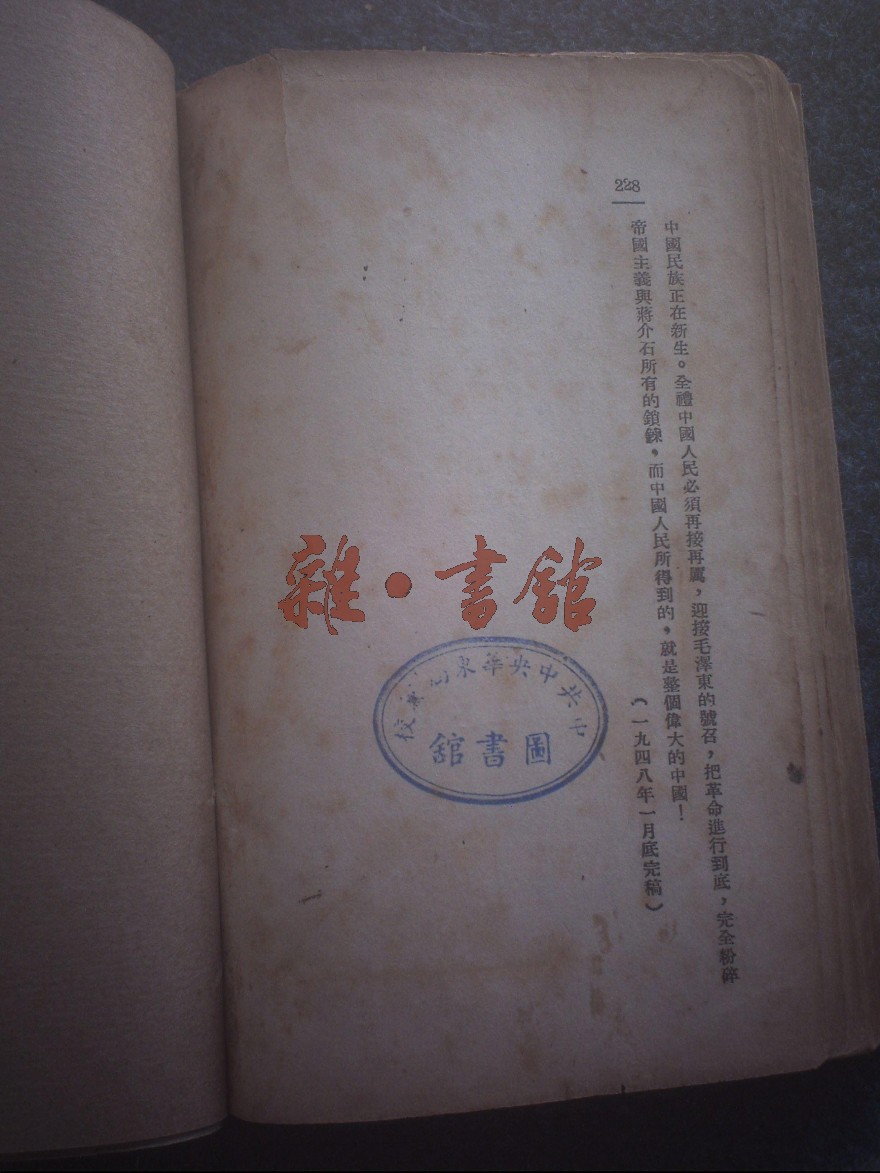 228
中國民族正在新生。全體中國人民必須再接再厲，迎接毛澤東的號召，把革命進行到底，完全粉碎
帝國主義與蔣介石所有的鎖鍊，而中國人民所得到的，就是整個偉大的中國！
（一九四八年一月底完稿）
雜·書館
中共中央華東局黨校
圖書館